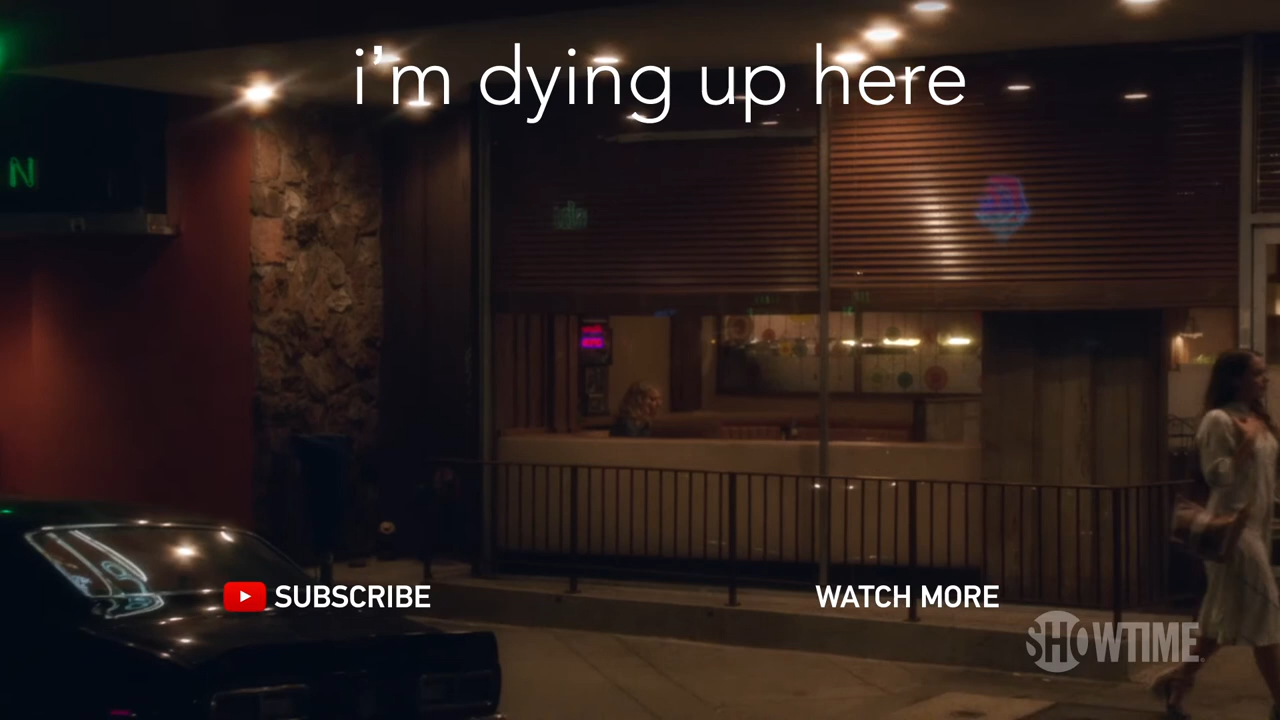 i'm dying up here
N
SUBSCRIBE
WATCH MORE
SHOWTIME